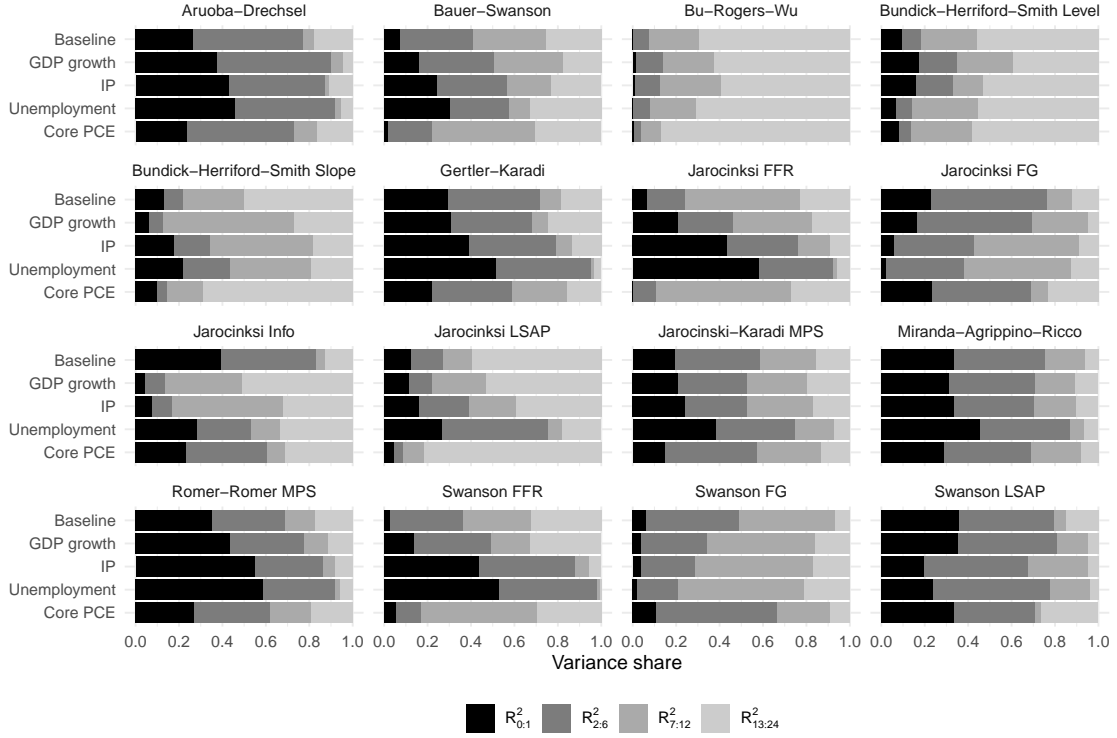 Aruoba−Drechsel Bauer−Swanson Bu−Rogers−Wu Bundick−Herriford−Smith Level
Baseline
GDP growth
IP
Unemployment
Core PCE
Bundick−Herriford−Smith Slope Gertler−Karadi Jarocinksi FFR Jarocinksi FG
Baseline
GDP growth
IP
Unemployment
Core PCE
Jarocinksi Info Jarocinksi LSAP Jarocinski−Karadi MPS Miranda−Agrippino−Ricco
Baseline
GDP growth
IP
Unemployment
Core PCE
Romer−Romer MPS Swanson FFR Swanson FG Swanson LSAP
Baseline
GDP growth
IP
Unemployment
Core PCE
0.0 0.2 0.4 0.6 0.8 1.0 0.0 0.2 0.4 0.6 0.8 1.0 0.0 0.2 0.4 0.6 0.8 1.0 0.0 0.2 0.4 0.6 0.8 1.0
Variance share
R²₀:₁ R²₂:₆ R²₇:₁₂ R²₁₃:₂₄